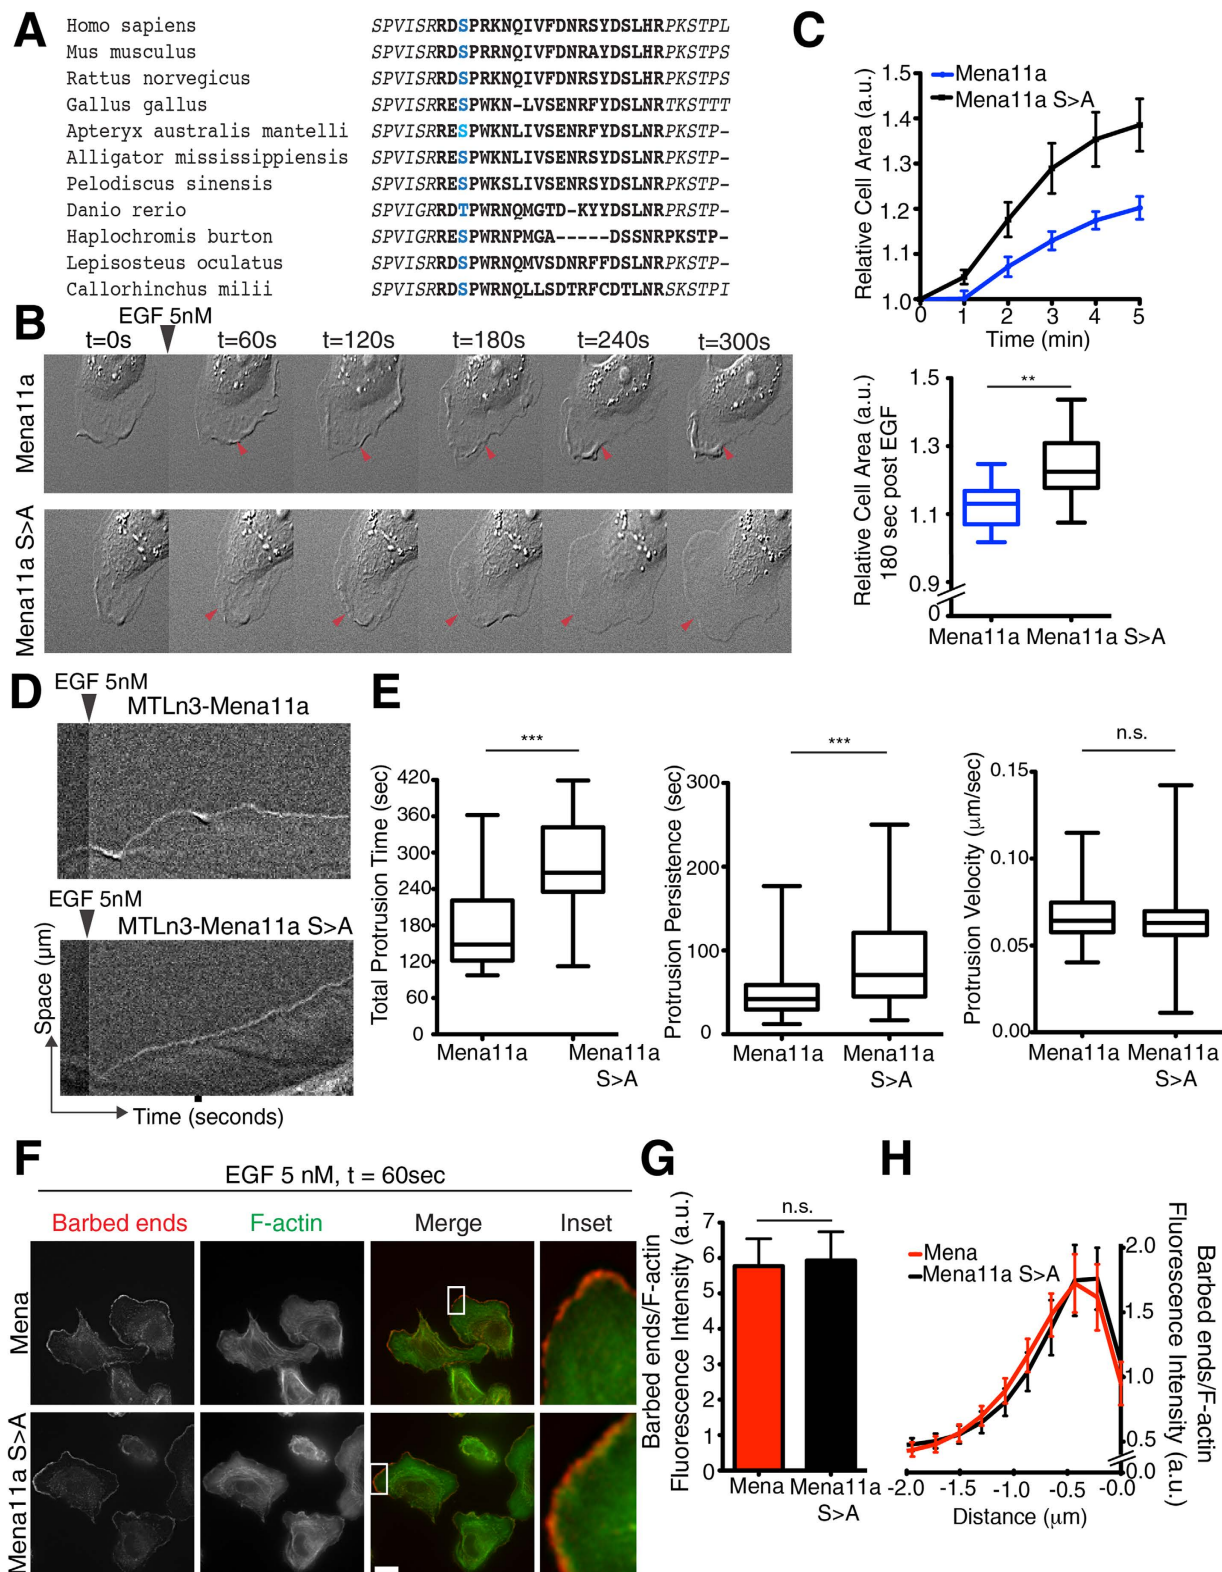 A
Homo sapiens SPVISRRDSPRKNQIVFDNRSYDSLHRPKSTPL
Mus musculus SPVISRRDSPRRNQIVFDNRAYDSLHRPKSTPS
Rattus norvegicus SPVISRRDSPRKNQIVFDNRSYDSLHRPKSTPS
Gallus gallus SPVISRRESPWKN-LVSENRFYDSLNRTKSTTT
Apteryx australis mantelli SPVISRRESPWKNLIVSENRFYDSLNRPKSTP-
Alligator mississippiensis SPVISRRESPWKNLIVSENRSYDSLNRPKSTP-
Pelodiscus sinensis SPVISRRESPWKSLIVSENRSYDSLNRPKSTP-
Danio rerio SPVIGRRDTPWRNQMGTD-KYYDSLNRPRSTP-
Haplochromis burton SPVIGRRESPWRNPMGA-----DSSNRPKSTP-
Lepisosteus oculatus SPVISRRDSPWRNQMVSDNRFFDSLNRPKSTP-
Callorhinchus milii SPVISRRDSPWRNQLLSDTRFCDTLNRSKSTPI
B
EGF 5nM
t=0s t=60s t=120s t=180s t=240s t=300s
Mena11a
Mena11a S>A
C
Mena11a
Mena11a S>A
Relative Cell Area (a.u.)
1.5
1.4
1.3
1.2
1.1
1.0
0 1 2 3 4 5
Time (min)
Relative Cell Area (a.u.)
180 sec post EGF
1.5
1.3
1.1
0.9
0
**
Mena11a Mena11a S>A
D
EGF 5nM
MTLn3-Mena11a
EGF 5nM
MTLn3-Mena11a S>A
Space (μm)
Time (seconds)
E
Total Protrusion Time (sec)
420
360
300
240
180
120
60
0
***
Mena11a Mena11a
S>A
Protrusion Persistence (sec)
300
200
100
0
***
Mena11a Mena11a
S>A
Protrusion Velocity (μm/sec)
0.15
0.10
0.05
0.00
n.s.
Mena11a Mena11a
S>A
F
EGF 5 nM, t = 60sec
Barbed ends F-actin Merge Inset
Mena
Mena11a S>A
G
Barbed ends/F-actin
Fluorescence Intensity (a.u.)
7
6
5
4
3
2
1
0
n.s.
Mena Mena11a
S>A
H
Mena
Mena11a S>A
Barbed ends/F-actin
Fluorescence Intensity (a.u.)
2.0
1.5
1.0
0.5
0.0
-2.0 -1.5 -1.0 -0.5 -0.0
Distance (μm)